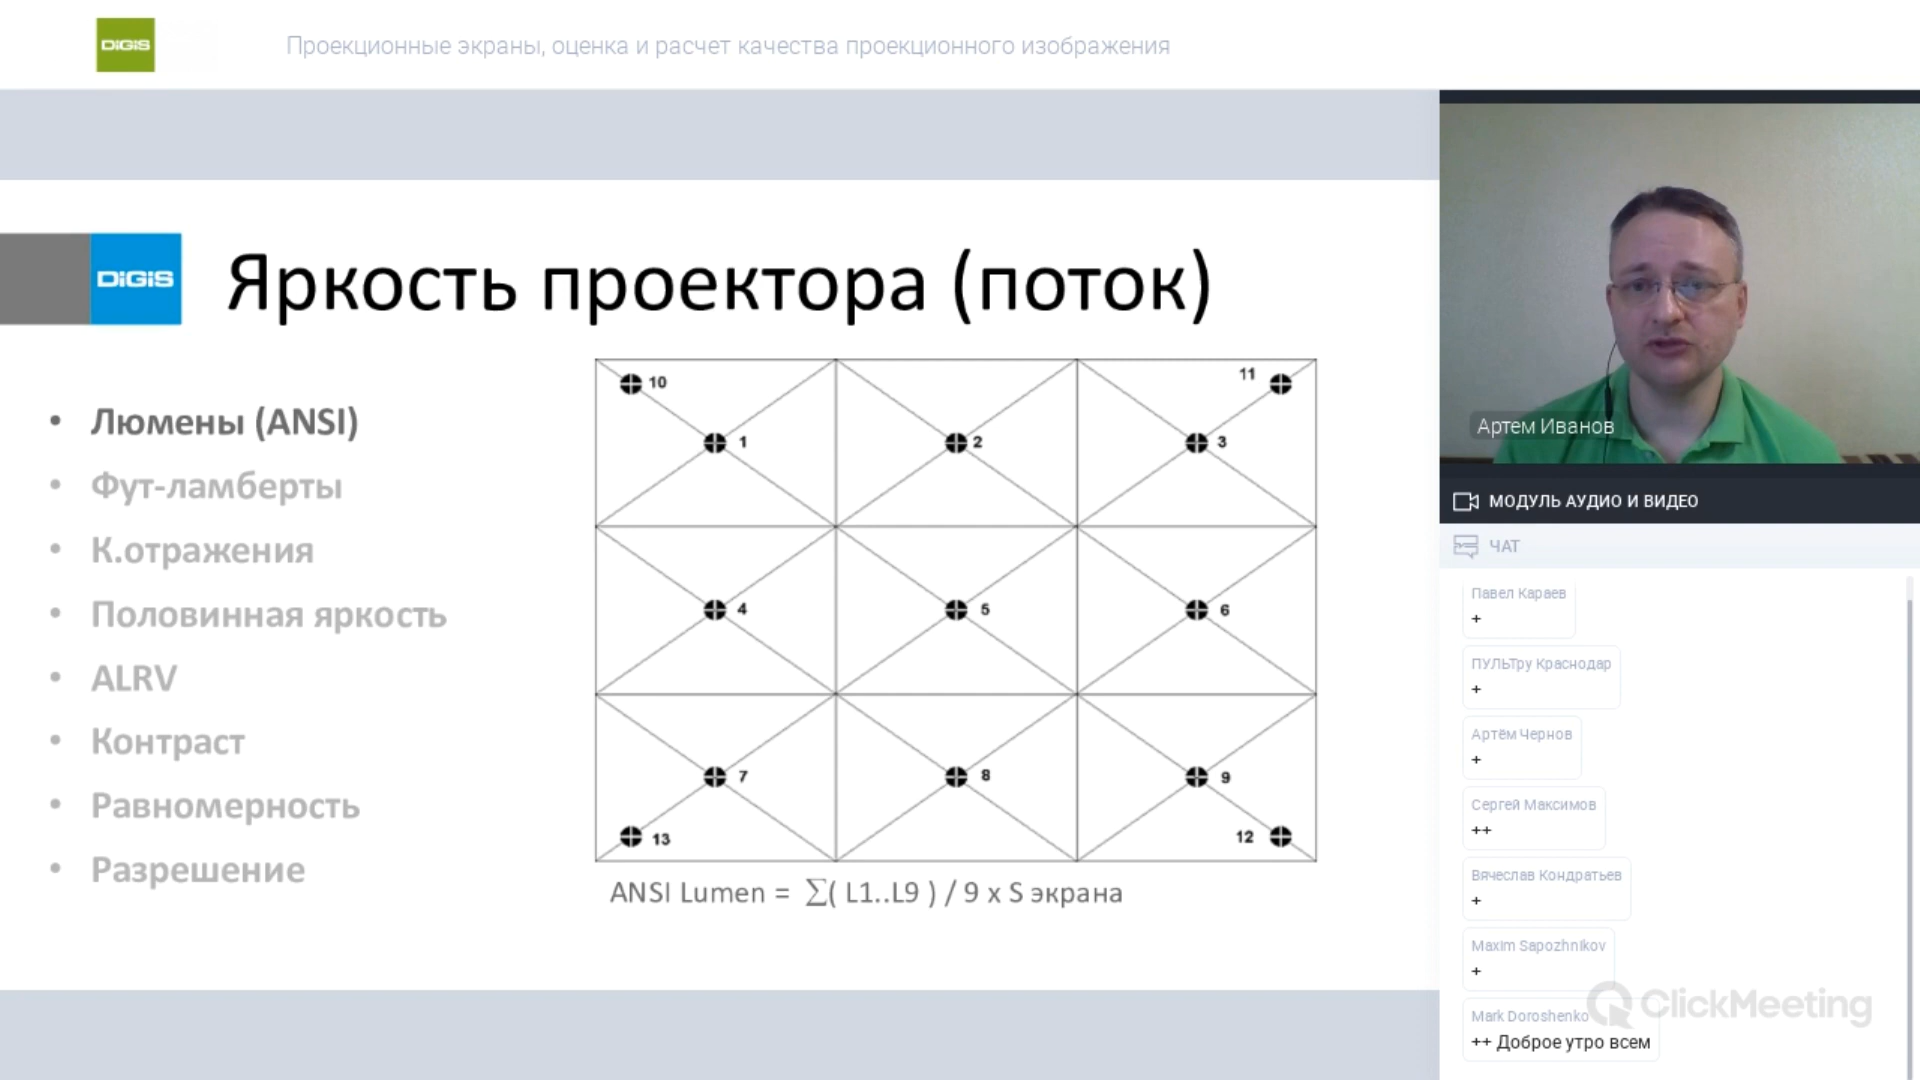 DiGiS
Проекционные экраны, оценка и расчет качества проекционного изображения
DiGiS
Яркость проектора (поток)
• Люмены (ANSI)
• Фут-ламберты
• К.отражения
• Половинная яркость
• ALRV
• Контраст
• Равномерность
• Разрешение
10
11
1
2
3
4
5
6
7
8
9
13
12
ANSI Lumen = ∑( L1..L9 ) / 9 x S экрана
Артем Иванов
МОДУЛЬ АУДИО И ВИДЕО
ЧАТ
Павел Караев
+
ПУЛЬТру Краснодар
+
Артём Чернов
+
Сергей Максимов
++
Вячеслав Кондратьев
+
Maxim Sapozhnikov
+
Mark Doroshenko
++ Доброе утро всем
ClickMeeting